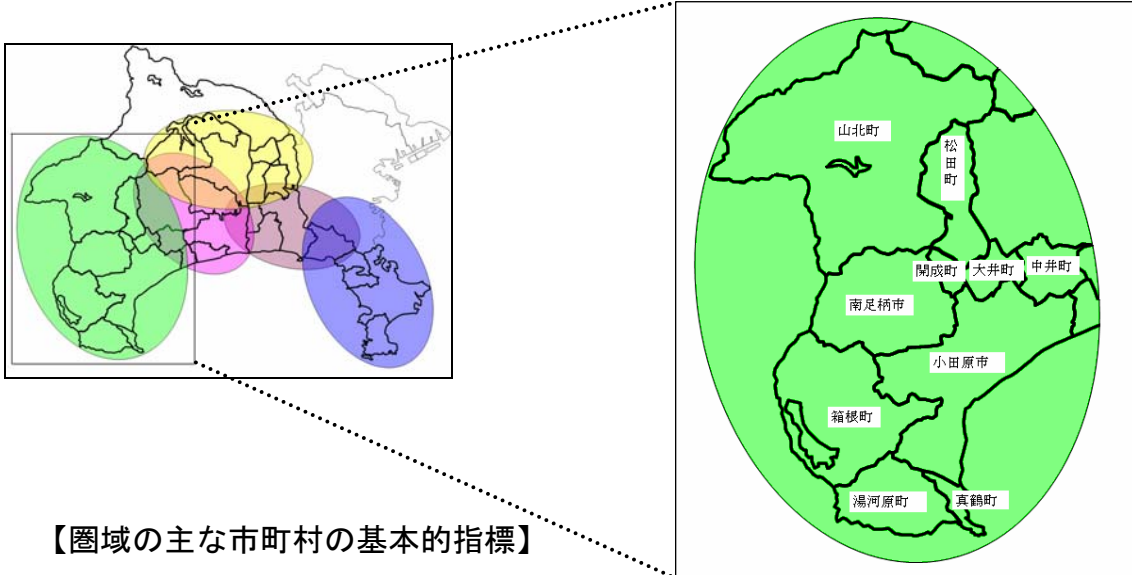 山北町
松田町
開成町
大井町
中井町
南足柄市
小田原市
箱根町
湯河原町
真鶴町
【圏域の主な市町村の基本的指標】